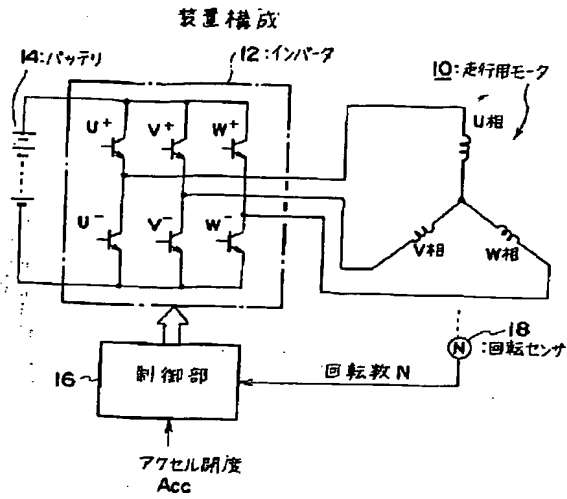 装置構成
14:バッテリ
12:インバータ
10:走行用モータ
U+
V+
W+
U相
U-
V-
W-
V相
W相
18
N
:回転センサ
16
制御部
回転数N
アクセル開度
Acc